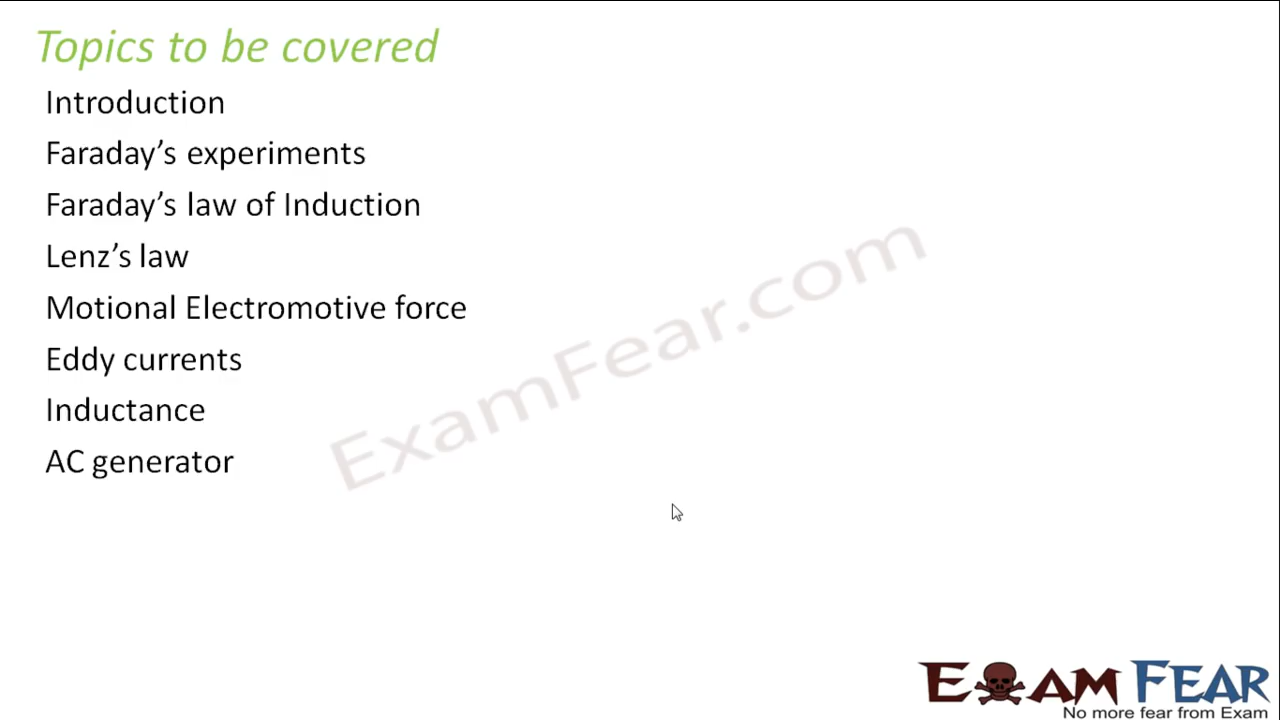 Topics to be covered
Introduction
Faraday’s experiments
Faraday’s law of Induction
Lenz’s law
Motional Electromotive force
Eddy currents
Inductance
AC generator
ExamFear.com
EXAM FEAR
No more fear from Exam